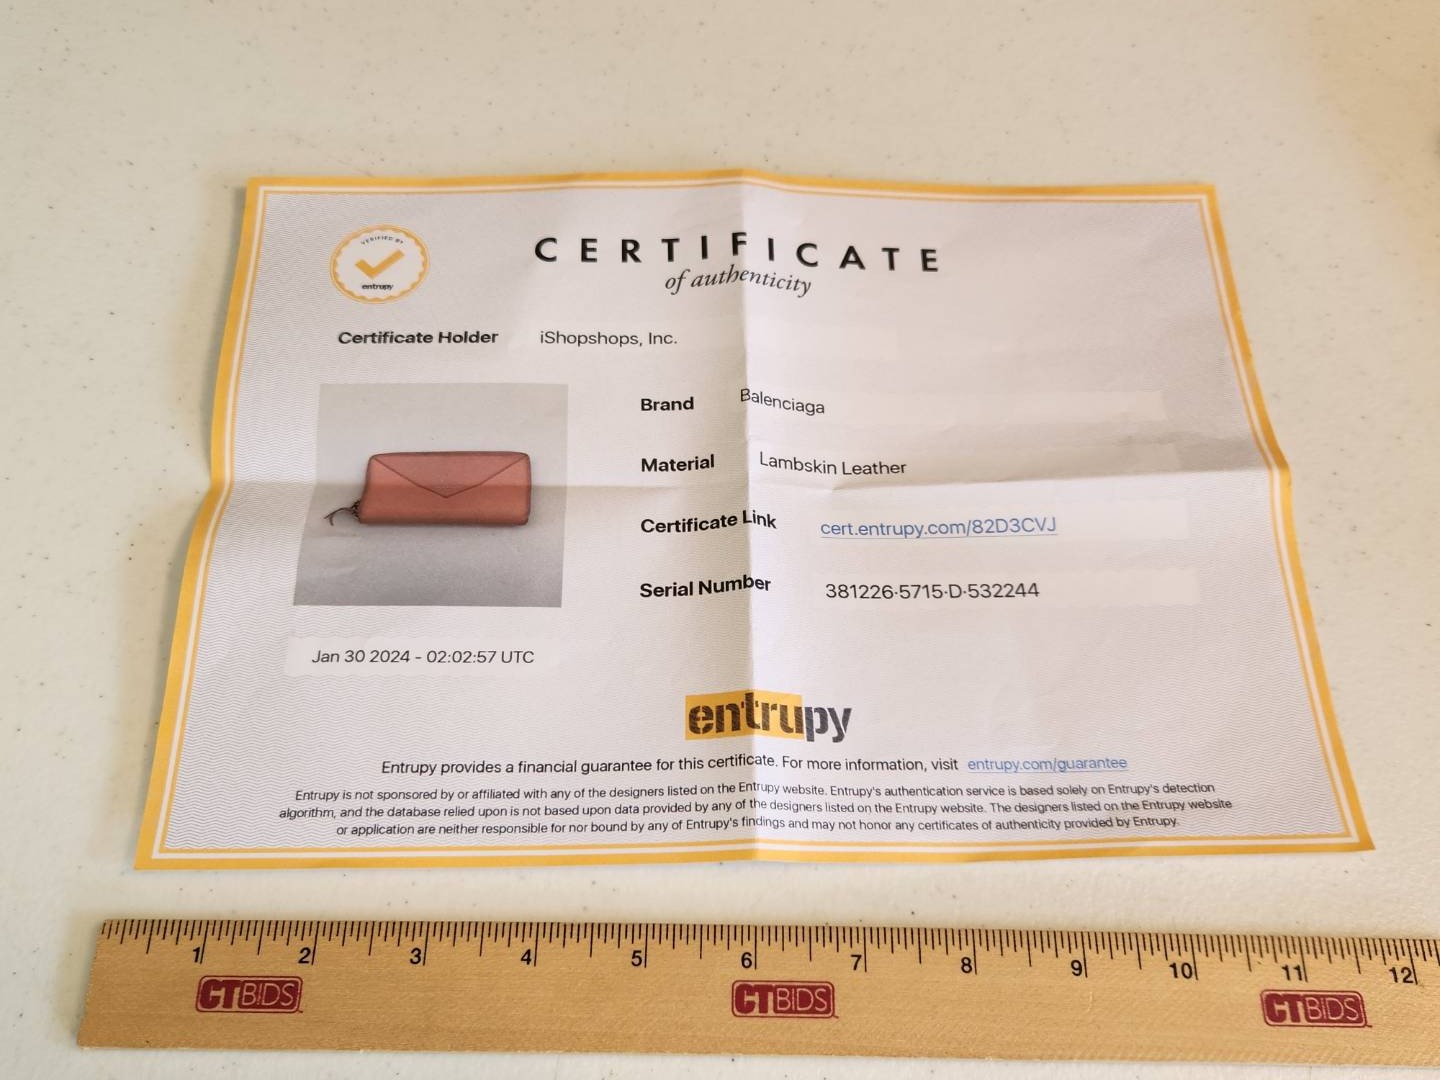 VERIFIED BY
entrupy
CERTIFICATE
of authenticity
Certificate Holder iShopshops, Inc.
Brand Balenciaga
Material Lambskin Leather
Certificate Link cert.entrupy.com/82D3CVJ
Serial Number 381226·5715·D·532244
Jan 30 2024 - 02:02:57 UTC
entrupy
Entrupy provides a financial guarantee for this certificate. For more information, visit entrupy.com/guarantee
Entrupy is not sponsored by or affiliated with any of the designers listed on the Entrupy website. Entrupy's authentication service is based solely on Entrupy's detection
algorithm, and the database relied upon is not based upon data provided by any of the designers listed on the Entrupy website. The designers listed on the Entrupy website
or application are neither responsible for nor bound by any of Entrupy's findings and may not honor any certificates of authenticity provided by Entrupy.
1 2 3 4 5 6 7 8 9 10 11 12
CTBIDS CTBIDS CTBIDS